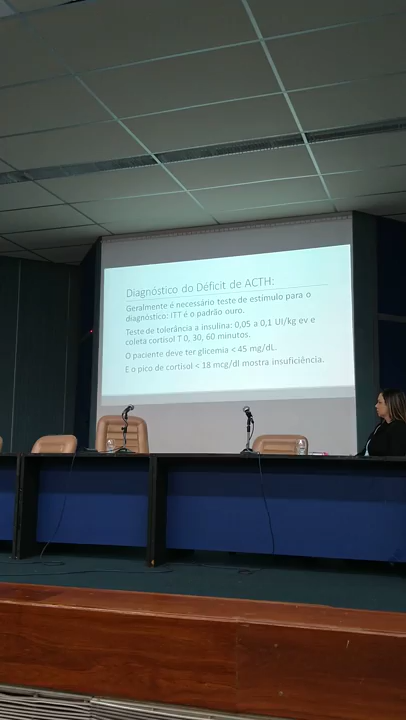 Diagnóstico do Déficit de ACTH:
Geralmente é necessário teste de estímulo para o
diagnóstico: ITT é o padrão ouro.
Teste de tolerância a insulina: 0,05 a 0,1 UI/kg ev e
coleta cortisol T 0, 30, 60 minutos.
O paciente deve ter glicemia < 45 mg/dL.
E o pico de cortisol < 18 mcg/dl mostra insuficiência.